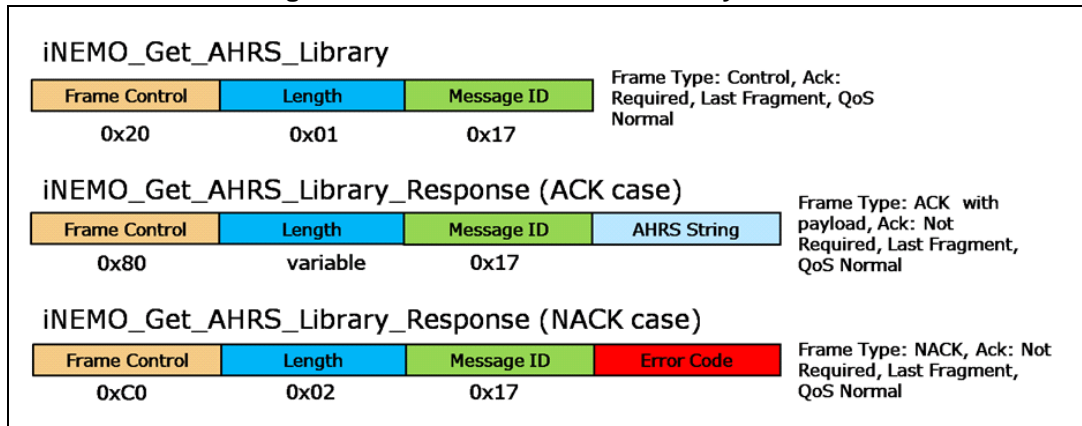 iNEMO_Get_AHRS_Library
Frame Control Length Message ID
0x20 0x01 0x17
Frame Type: Control, Ack:
Required, Last Fragment, QoS
Normal
iNEMO_Get_AHRS_Library_Response (ACK case)
Frame Control Length Message ID AHRS String
0x80 variable 0x17
Frame Type: ACK with
payload, Ack: Not
Required, Last Fragment,
QoS Normal
iNEMO_Get_AHRS_Library_Response (NACK case)
Frame Control Length Message ID Error Code
0xC0 0x02 0x17
Frame Type: NACK, Ack: Not
Required, Last Fragment,
QoS Normal